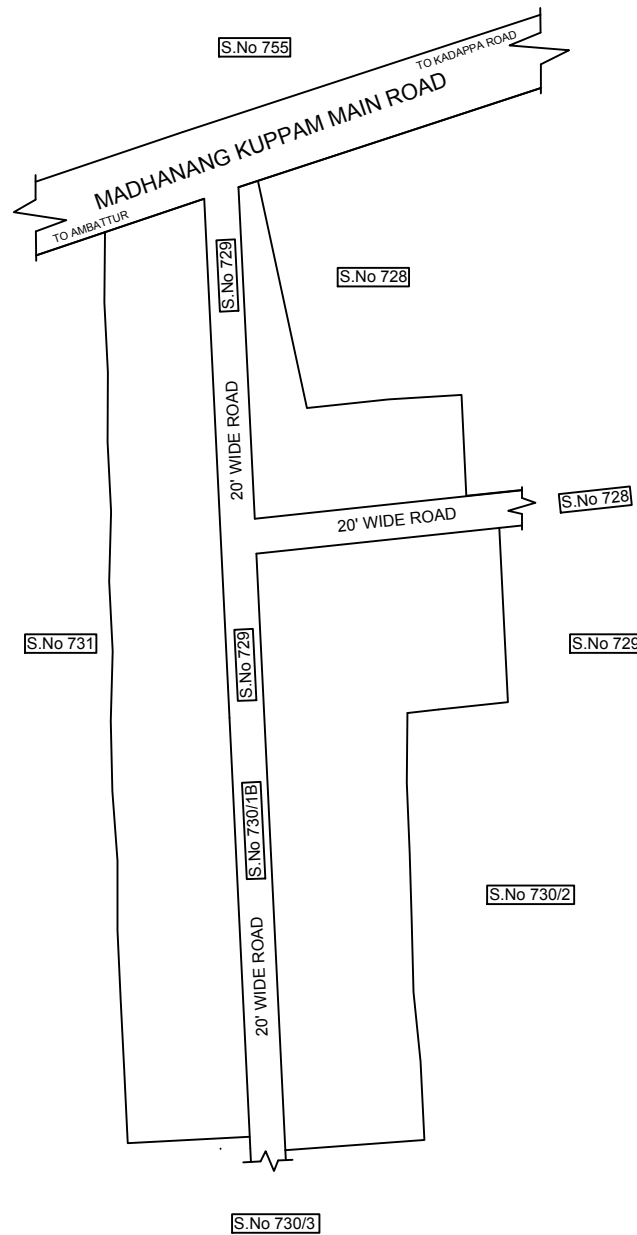 S.No 755
TO KADAPPA ROAD
MADHANANG KUPPAM MAIN ROAD
TO AMBATTUR
S.No 729
S.No 728
20' WIDE ROAD
S.No 728
20' WIDE ROAD
S.No 731
S.No 729
S.No 729
S.No 730/1B
S.No 730/2
20' WIDE ROAD
S.No 730/3